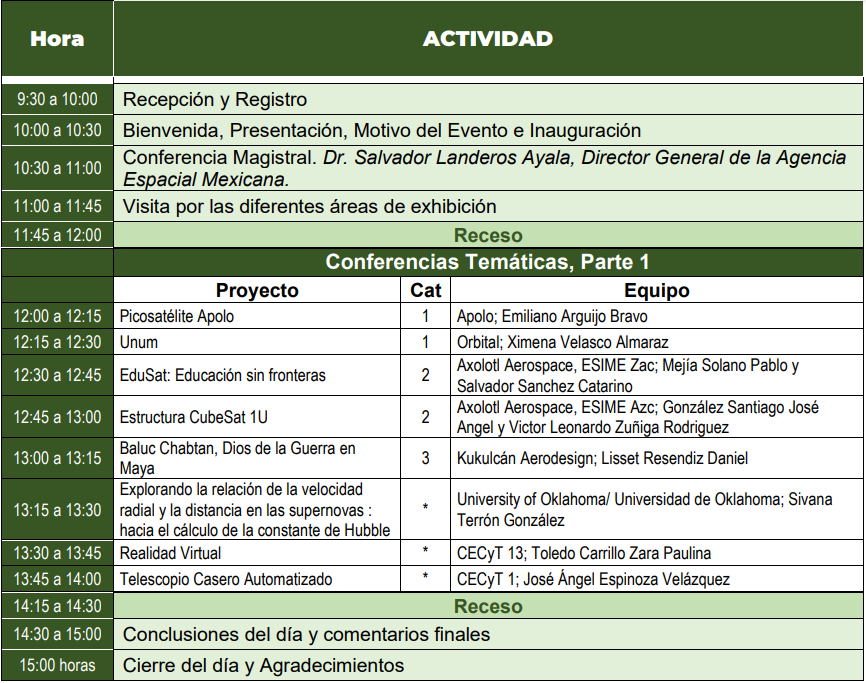 Hora ACTIVIDAD
9:30 a 10:00 Recepción y Registro
10:00 a 10:30 Bienvenida, Presentación, Motivo del Evento e Inauguración
10:30 a 11:00 Conferencia Magistral. Dr. Salvador Landeros Ayala, Director General de la Agencia
Espacial Mexicana.
11:00 a 11:45 Visita por las diferentes áreas de exhibición
11:45 a 12:00 Receso
Conferencias Temáticas, Parte 1
Proyecto Cat Equipo
12:00 a 12:15 Picosatélite Apolo 1 Apolo; Emiliano Arguijo Bravo
12:15 a 12:30 Unum 1 Orbital; Ximena Velasco Almaraz
12:30 a 12:45 EduSat: Educación sin fronteras 2 Axolotl Aerospace, ESIME Zac; Mejía Solano Pablo y
Salvador Sanchez Catarino
12:45 a 13:00 Estructura CubeSat 1U 2 Axolotl Aerospace, ESIME Azc; González Santiago José
Angel y Victor Leonardo Zuñiga Rodriguez
13:00 a 13:15 Baluc Chabtan, Dios de la Guerra en
Maya 3 Kukulcán Aerodesign; Lisset Resendiz Daniel
13:15 a 13:30 Explorando la relación de la velocidad
radial y la distancia en las supernovas :
hacia el cálculo de la constante de Hubble * University of Oklahoma/ Universidad de Oklahoma; Sivana
Terrón González
13:30 a 13:45 Realidad Virtual * CECyT 13; Toledo Carrillo Zara Paulina
13:45 a 14:00 Telescopio Casero Automatizado * CECyT 1; José Ángel Espinoza Velázquez
14:15 a 14:30 Receso
14:30 a 15:00 Conclusiones del día y comentarios finales
15:00 horas Cierre del día y Agradecimientos